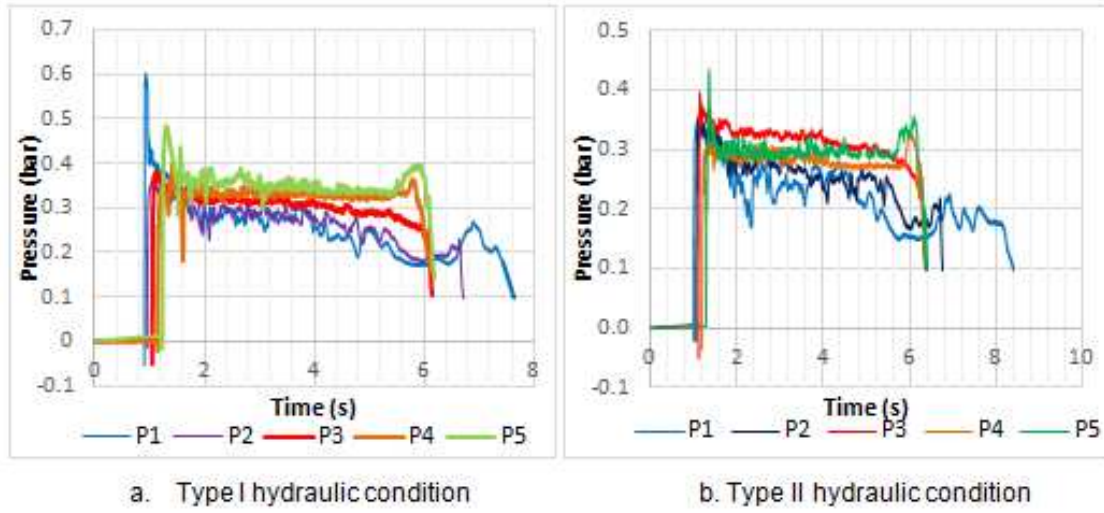 0.7
0.6
0.5
0.4
0.3
0.2
0.1
0
-0.1
Pressure (bar)
0 2 4 6 8
Time (s)
P1 P2 P3 P4 P5
a. Type I hydraulic condition
0.5
0.4
0.3
0.2
0.1
0.0
-0.1
Pressure (bar)
0 2 4 6 8 10
Time (s)
P1 P2 P3 P4 P5
b. Type II hydraulic condition